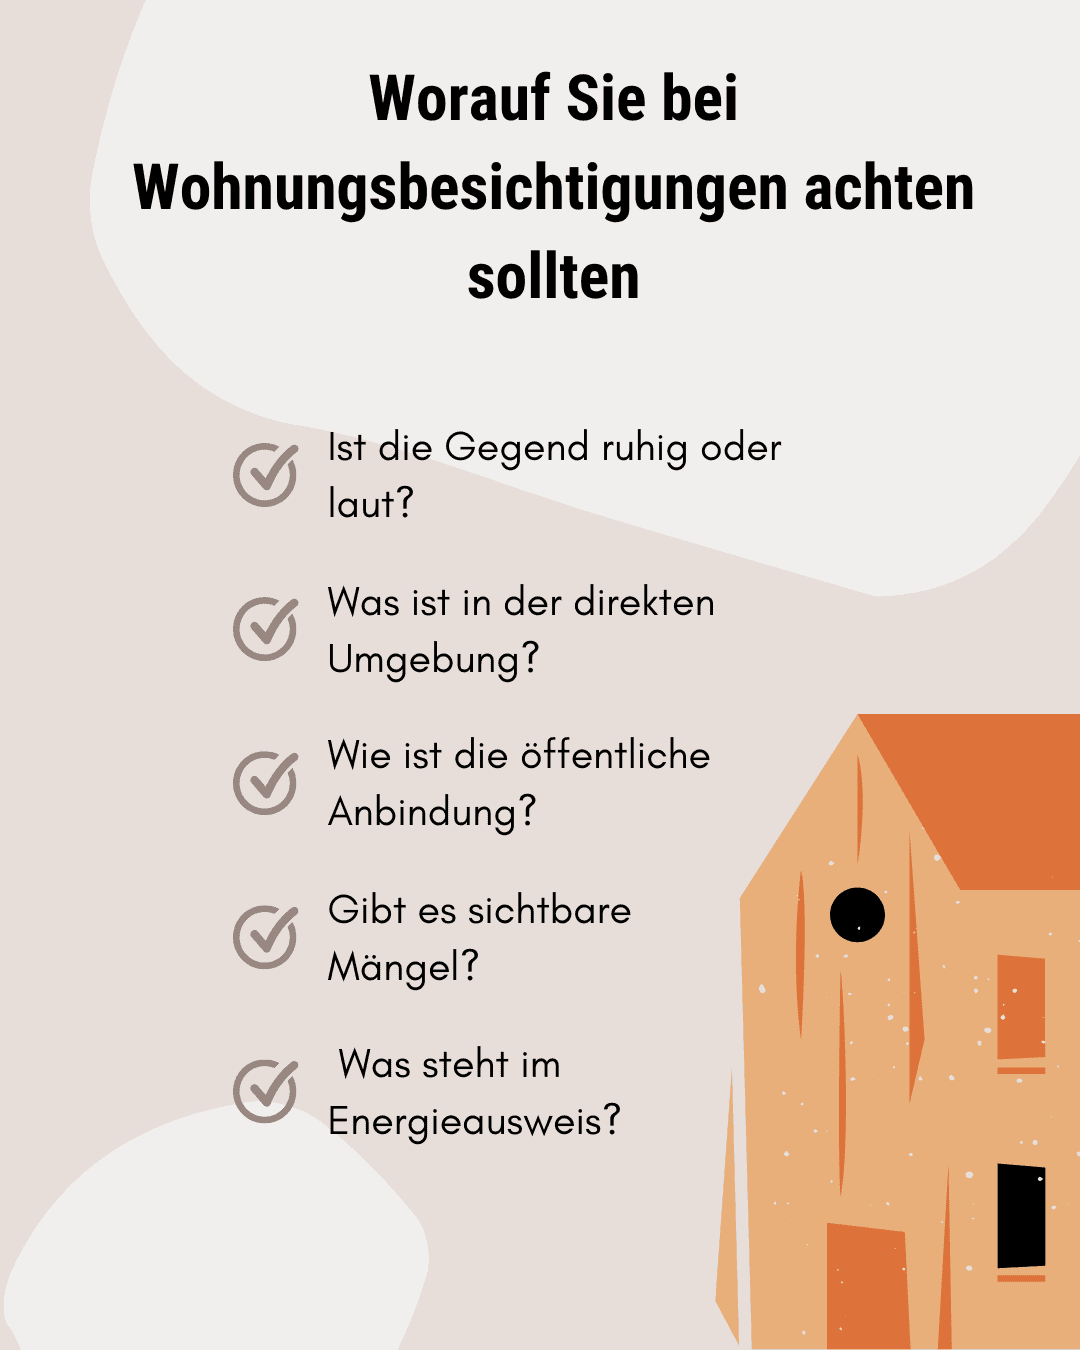 Worauf Sie bei
Wohnungsbesichtigungen achten
sollten
Ist die Gegend ruhig oder
laut?
Was ist in der direkten
Umgebung?
Wie ist die öffentliche
Anbindung?
Gibt es sichtbare
Mängel?
Was steht im
Energieausweis?